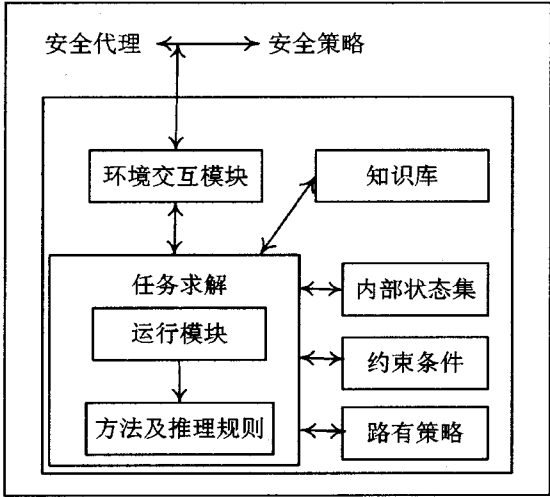 安全代理 安全策略
环境交互模块
知识库
任务求解
内部状态集
运行模块
约束条件
方法及推理规则
路有策略